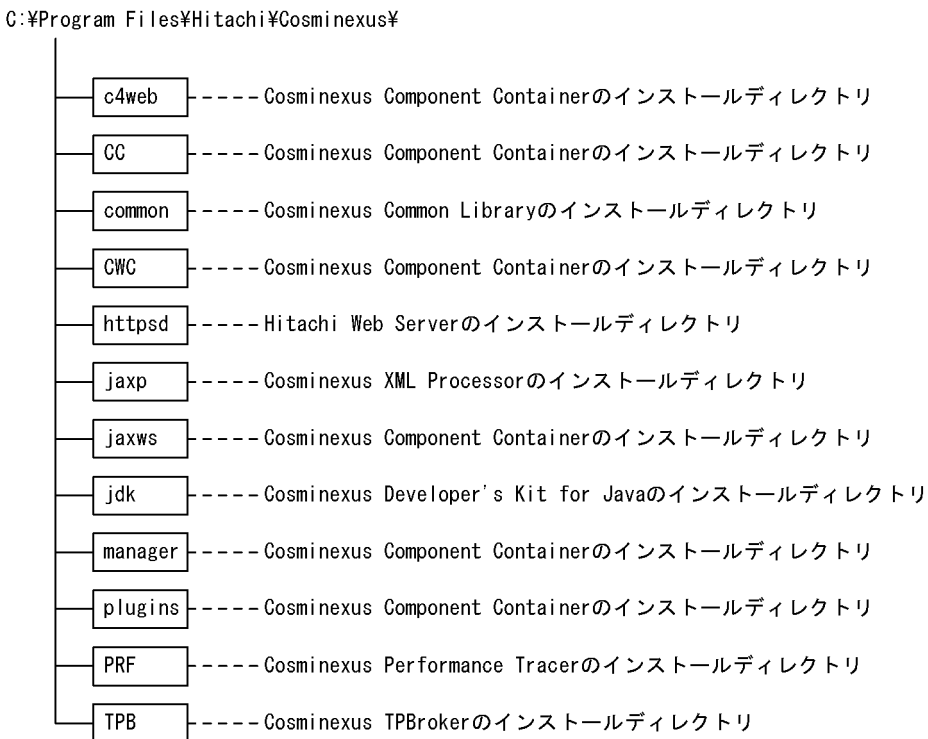 C:¥Program Files¥Hitachi¥Cosminexus¥
c4web Cosminexus Component Containerのインストールディレクトリ
CC Cosminexus Component Containerのインストールディレクトリ
common Cosminexus Common Libraryのインストールディレクトリ
CWC Cosminexus Component Containerのインストールディレクトリ
httpsd Hitachi Web Serverのインストールディレクトリ
jaxp Cosminexus XML Processorのインストールディレクトリ
jaxws Cosminexus Component Containerのインストールディレクトリ
jdk Cosminexus Developer's Kit for Javaのインストールディレクトリ
manager Cosminexus Component Containerのインストールディレクトリ
plugins Cosminexus Component Containerのインストールディレクトリ
PRF Cosminexus Performance Tracerのインストールディレクトリ
TPB Cosminexus TPBrokerのインストールディレクトリ